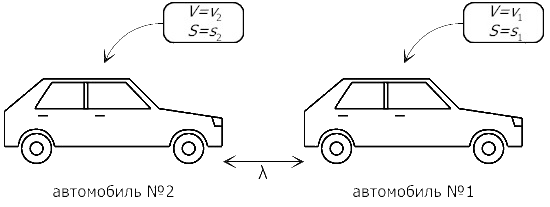 V=v₂
S=s₂
V=v₁
S=s₁
λ
автомобиль №2
автомобиль №1